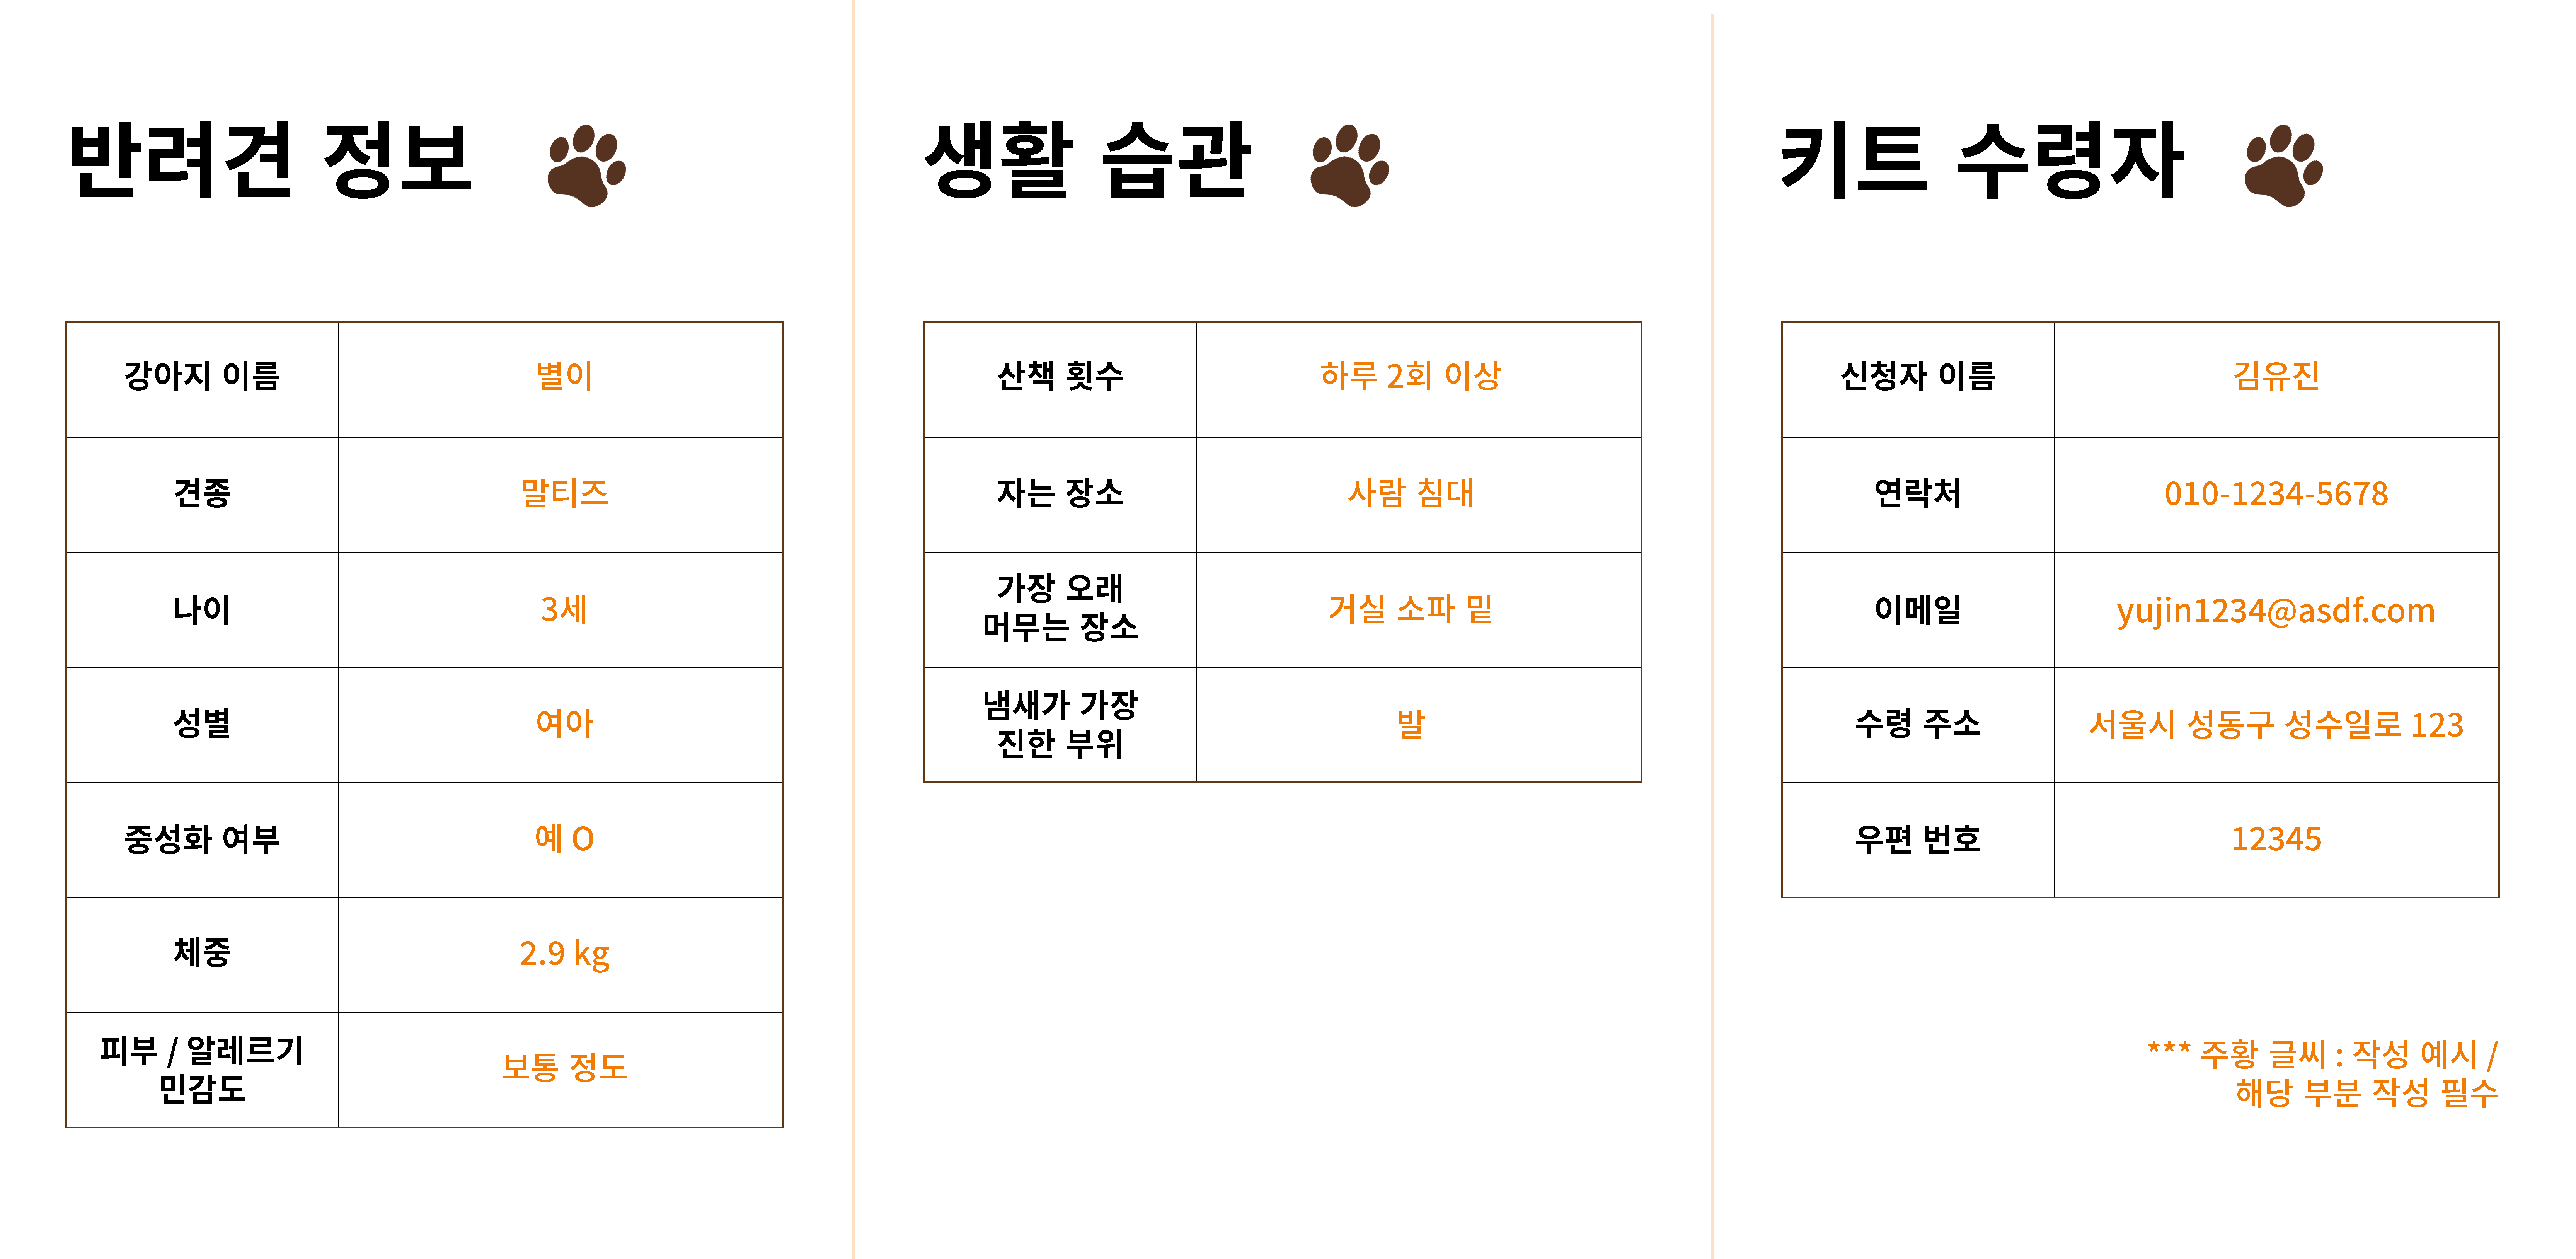 반려견 정보
강아지 이름 별이
견종 말티즈
나이 3세
성별 여아
중성화 여부 예 O
체중 2.9 kg
피부 / 알레르기
민감도
보통 정도
생활 습관
산책 횟수 하루 2회 이상
자는 장소 사람 침대
가장 오래
머무는 장소
거실 소파 밑
냄새가 가장
진한 부위
발
키트 수령자
신청자 이름 김유진
연락처 010-1234-5678
이메일 yujin1234@asdf.com
수령 주소 서울시 성동구 성수일로 123
우편 번호 12345
*** 주황 글씨 : 작성 예시 /
해당 부분 작성 필수